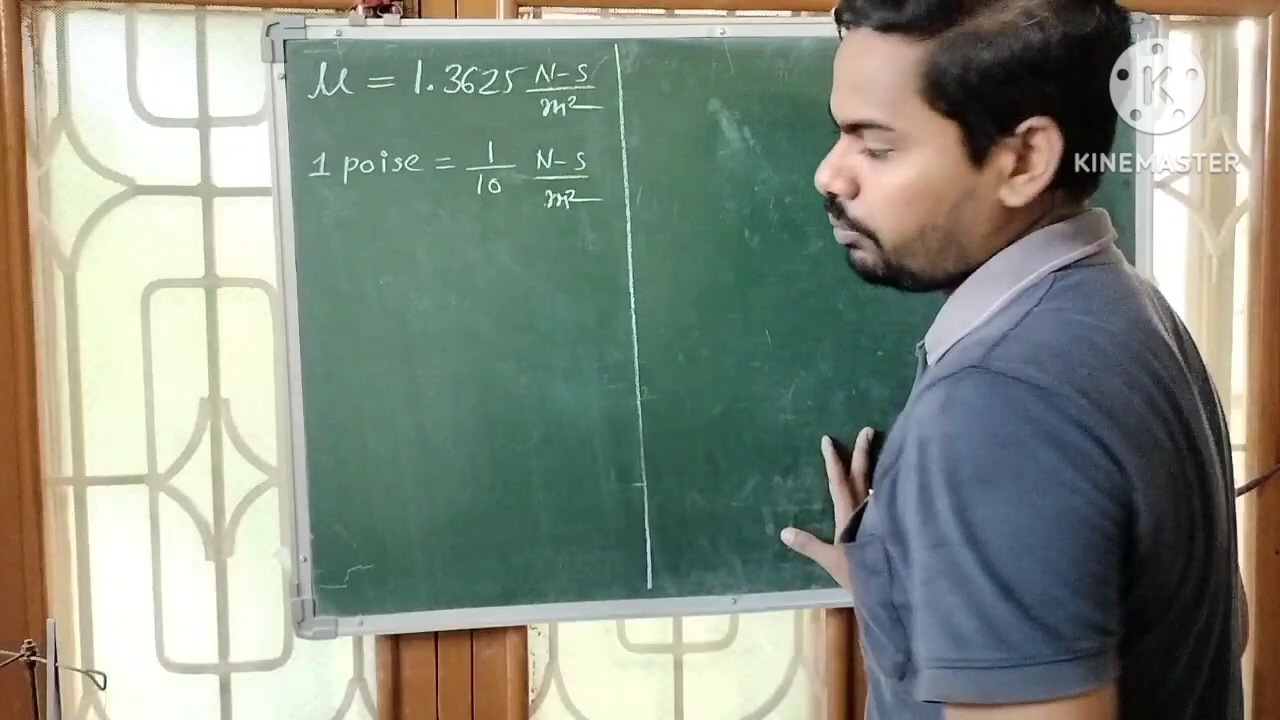 μ = 1.3625 N-S/m²
1 poise = 1/10 N-S/m²
K
KINEMASTER